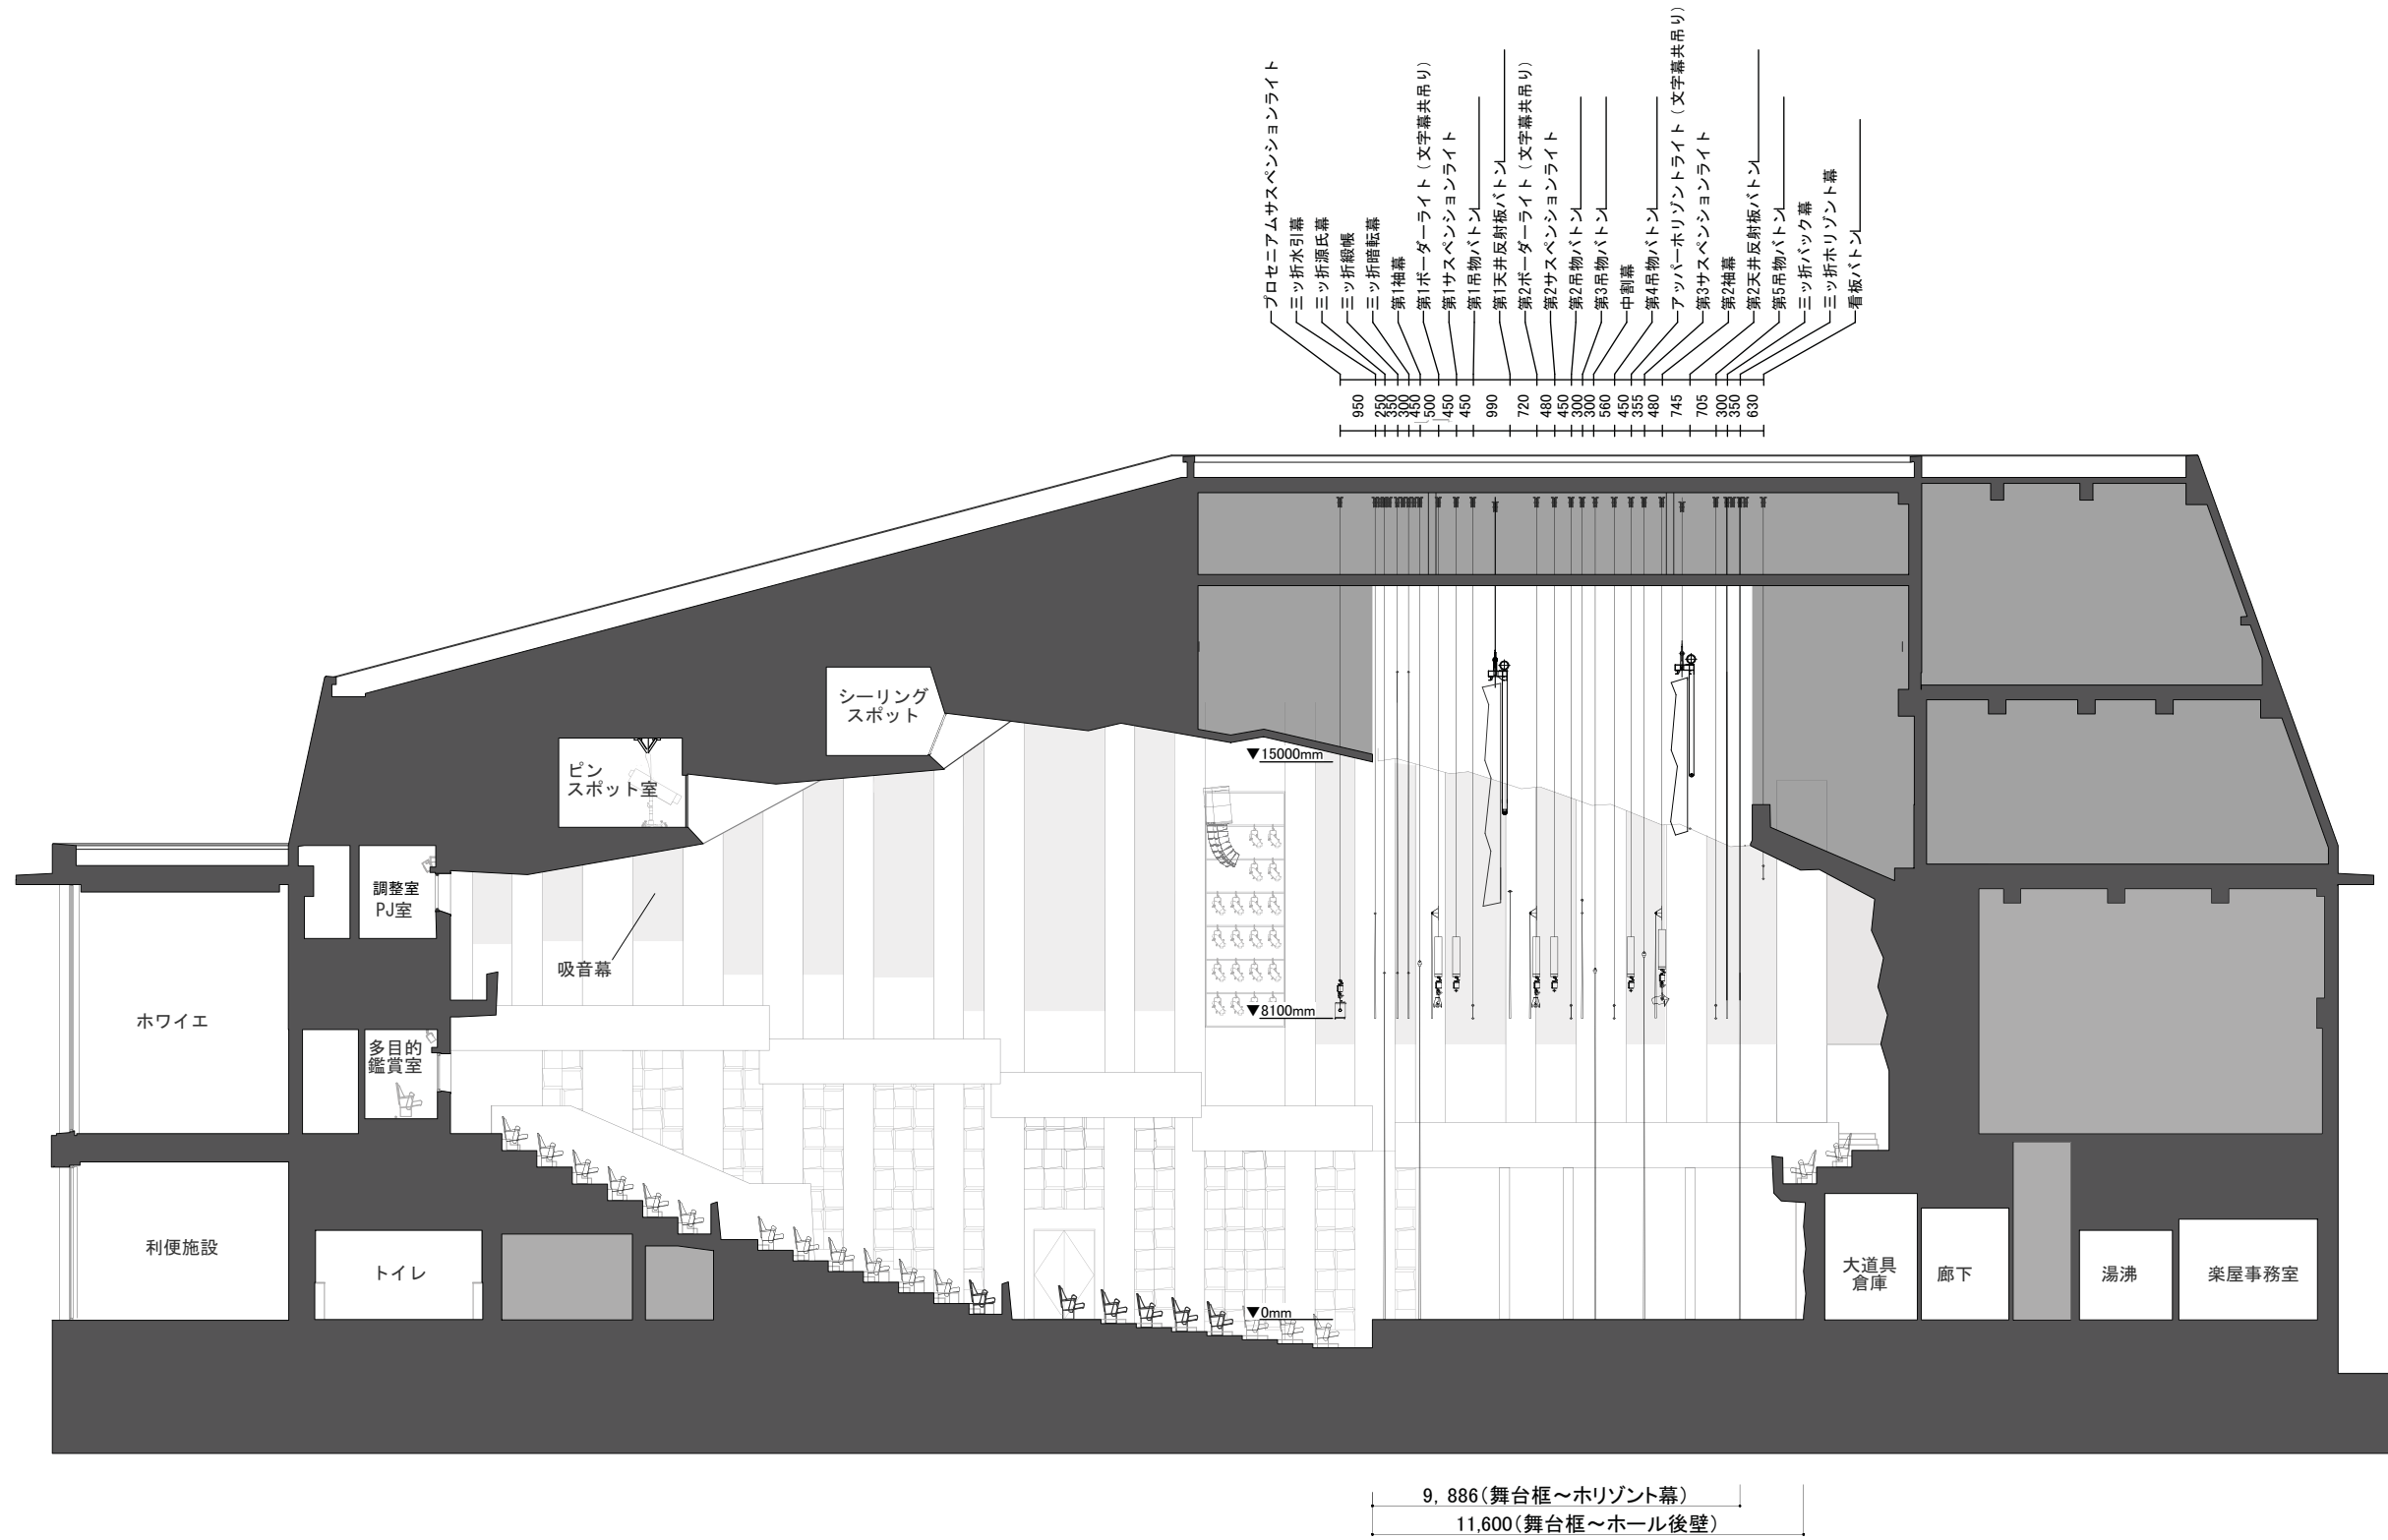 プロセニアムサスペンションライト
三ッ折水引幕
三ッ折源氏幕
三ッ折緞帳
三ッ折暗転幕
第1袖幕
第1ボーダーライト（文字幕共吊り）
第1サスペンションライト
第1吊物バトン
第1天井反射板バトン
第2ボーダーライト（文字幕共吊り）
第2サスペンションライト
第2吊物バトン
第3吊物バトン
中割幕
第4吊物バトン
アッパーホリゾントライト（文字幕共吊り）
第3サスペンションライト
第2袖幕
第2天井反射板バトン
第5吊物バトン
三ッ折バック幕
三ッ折ホリゾント幕
看板バトン
950
250
350
300
450
500
450
450
990
720
480
450
300
300
560
450
355
480
745
705
300
350
630
シーリング
スポット
ピン
スポット室
▼15000mm
調整室
PJ室
吸音幕
ホワイエ
▼8100mm
多目的
鑑賞室
利便施設
トイレ
▼0mm
大道具
倉庫
廊下
湯沸
楽屋事務室
9, 886(舞台框～ホリゾント幕)
11,600(舞台框～ホール後壁)